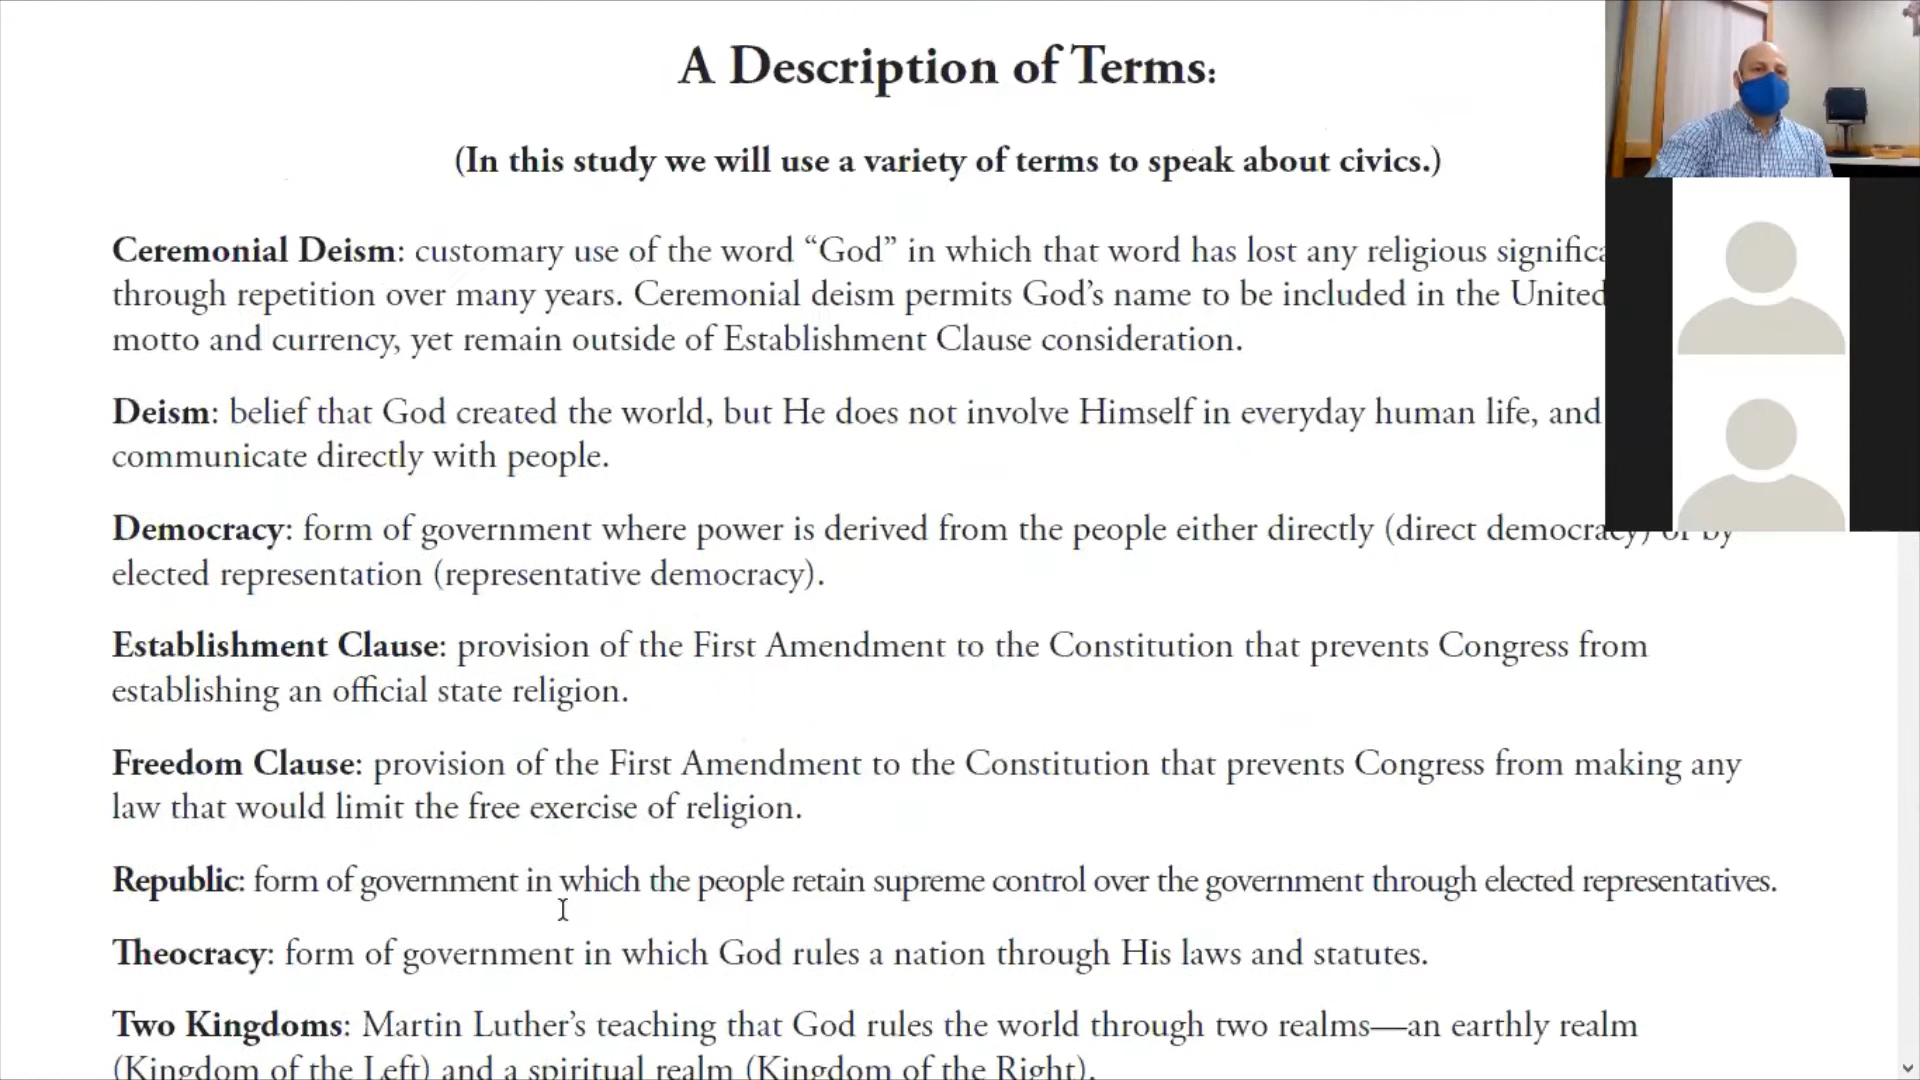 A Description of Terms:
(In this study we will use a variety of terms to speak about civics.)
Ceremonial Deism: customary use of the word “God” in which that word has lost any religious
through repetition over many years. Ceremonial deism permits God’s name to be included in the United
motto and currency, yet remain outside of Establishment Clause consideration.
Deism: belief that God created the world, but He does not involve Himself in everyday human life, and
communicate directly with people.
Democracy: form of government where power is derived from the people either directly (direct democracy) or by
elected representation (representative democracy).
Establishment Clause: provision of the First Amendment to the Constitution that prevents Congress from
establishing an official state religion.
Freedom Clause: provision of the First Amendment to the Constitution that prevents Congress from making any
law that would limit the free exercise of religion.
Republic: form of government in which the people retain supreme control over the government through elected representatives.
Theocracy: form of government in which God rules a nation through His laws and statutes.
Two Kingdoms: Martin Luther’s teaching that God rules the world through two realms—an earthly realm
(Kingdom of the Left) and a spiritual realm (Kingdom of the Right).